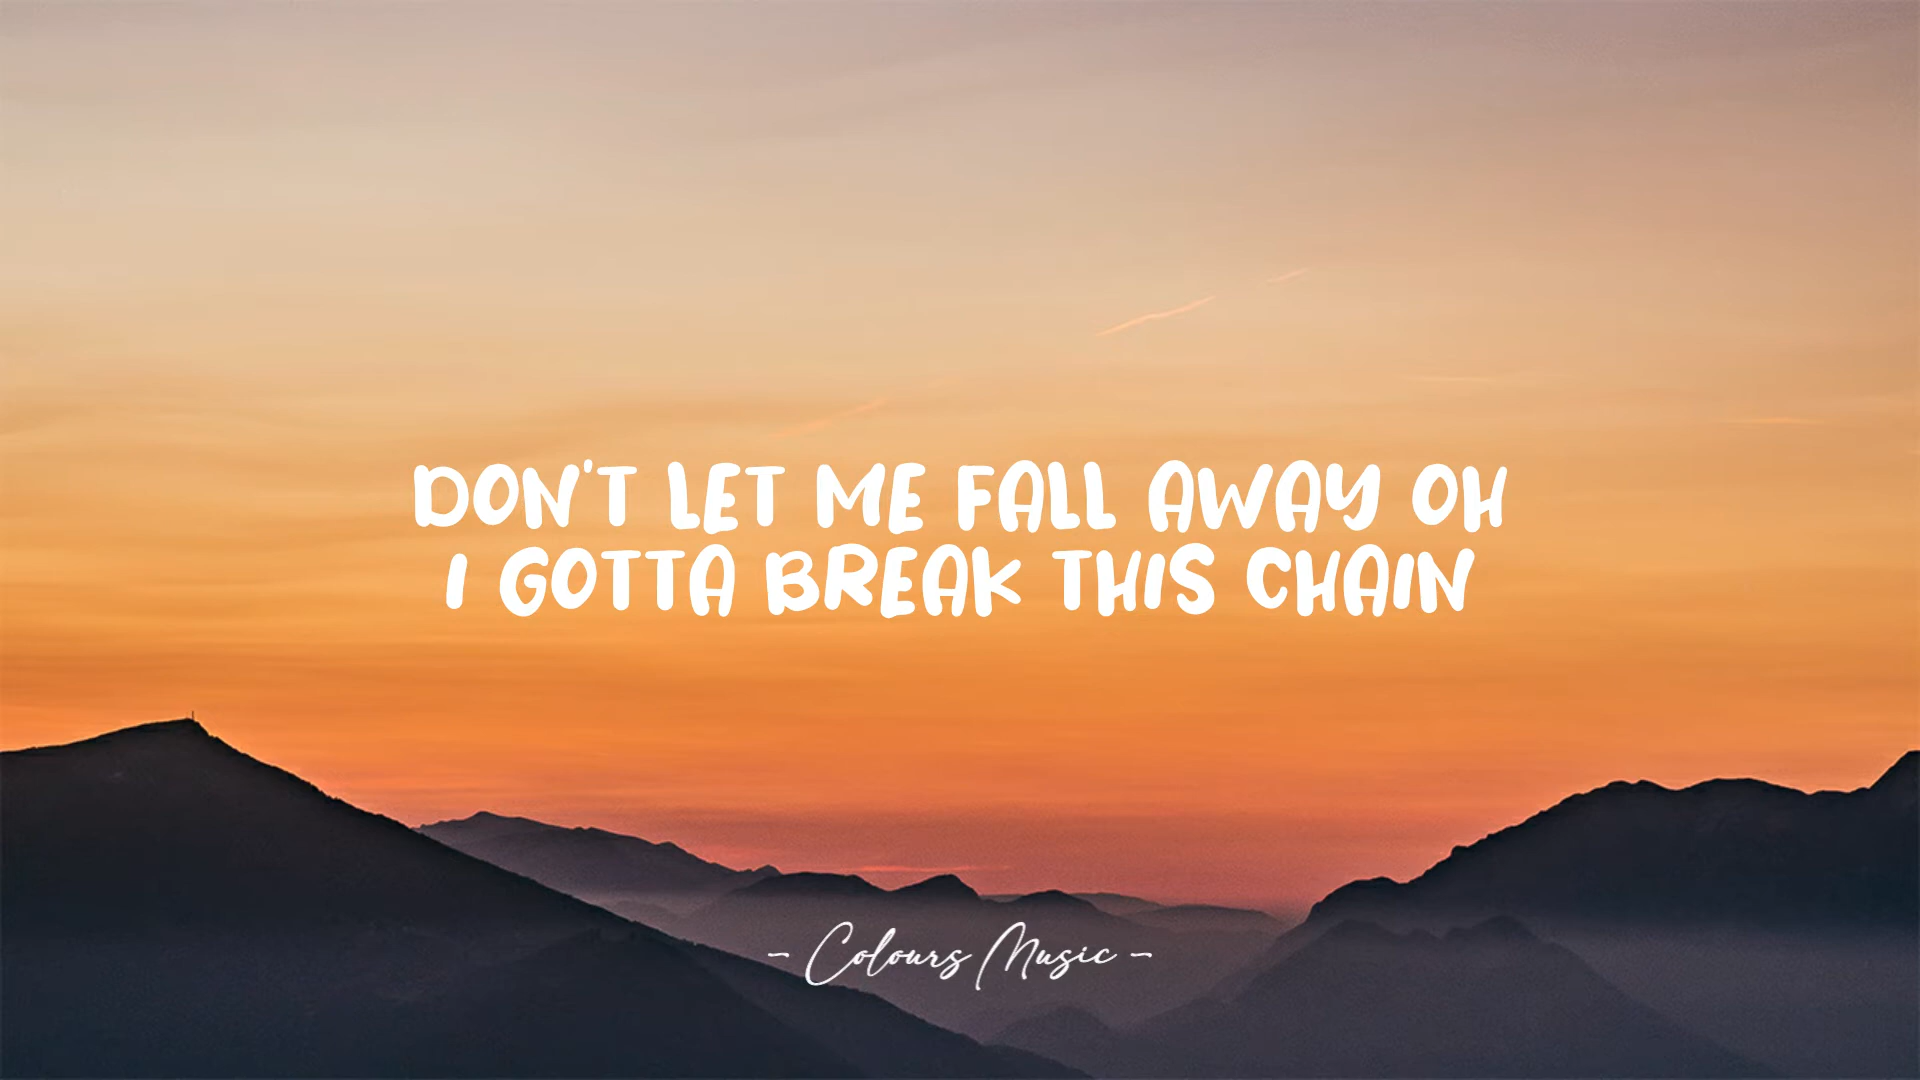 DON'T LET ME FALL AWAY OH
I GOTTA BREAK THIS CHAIN
- Colours Music -